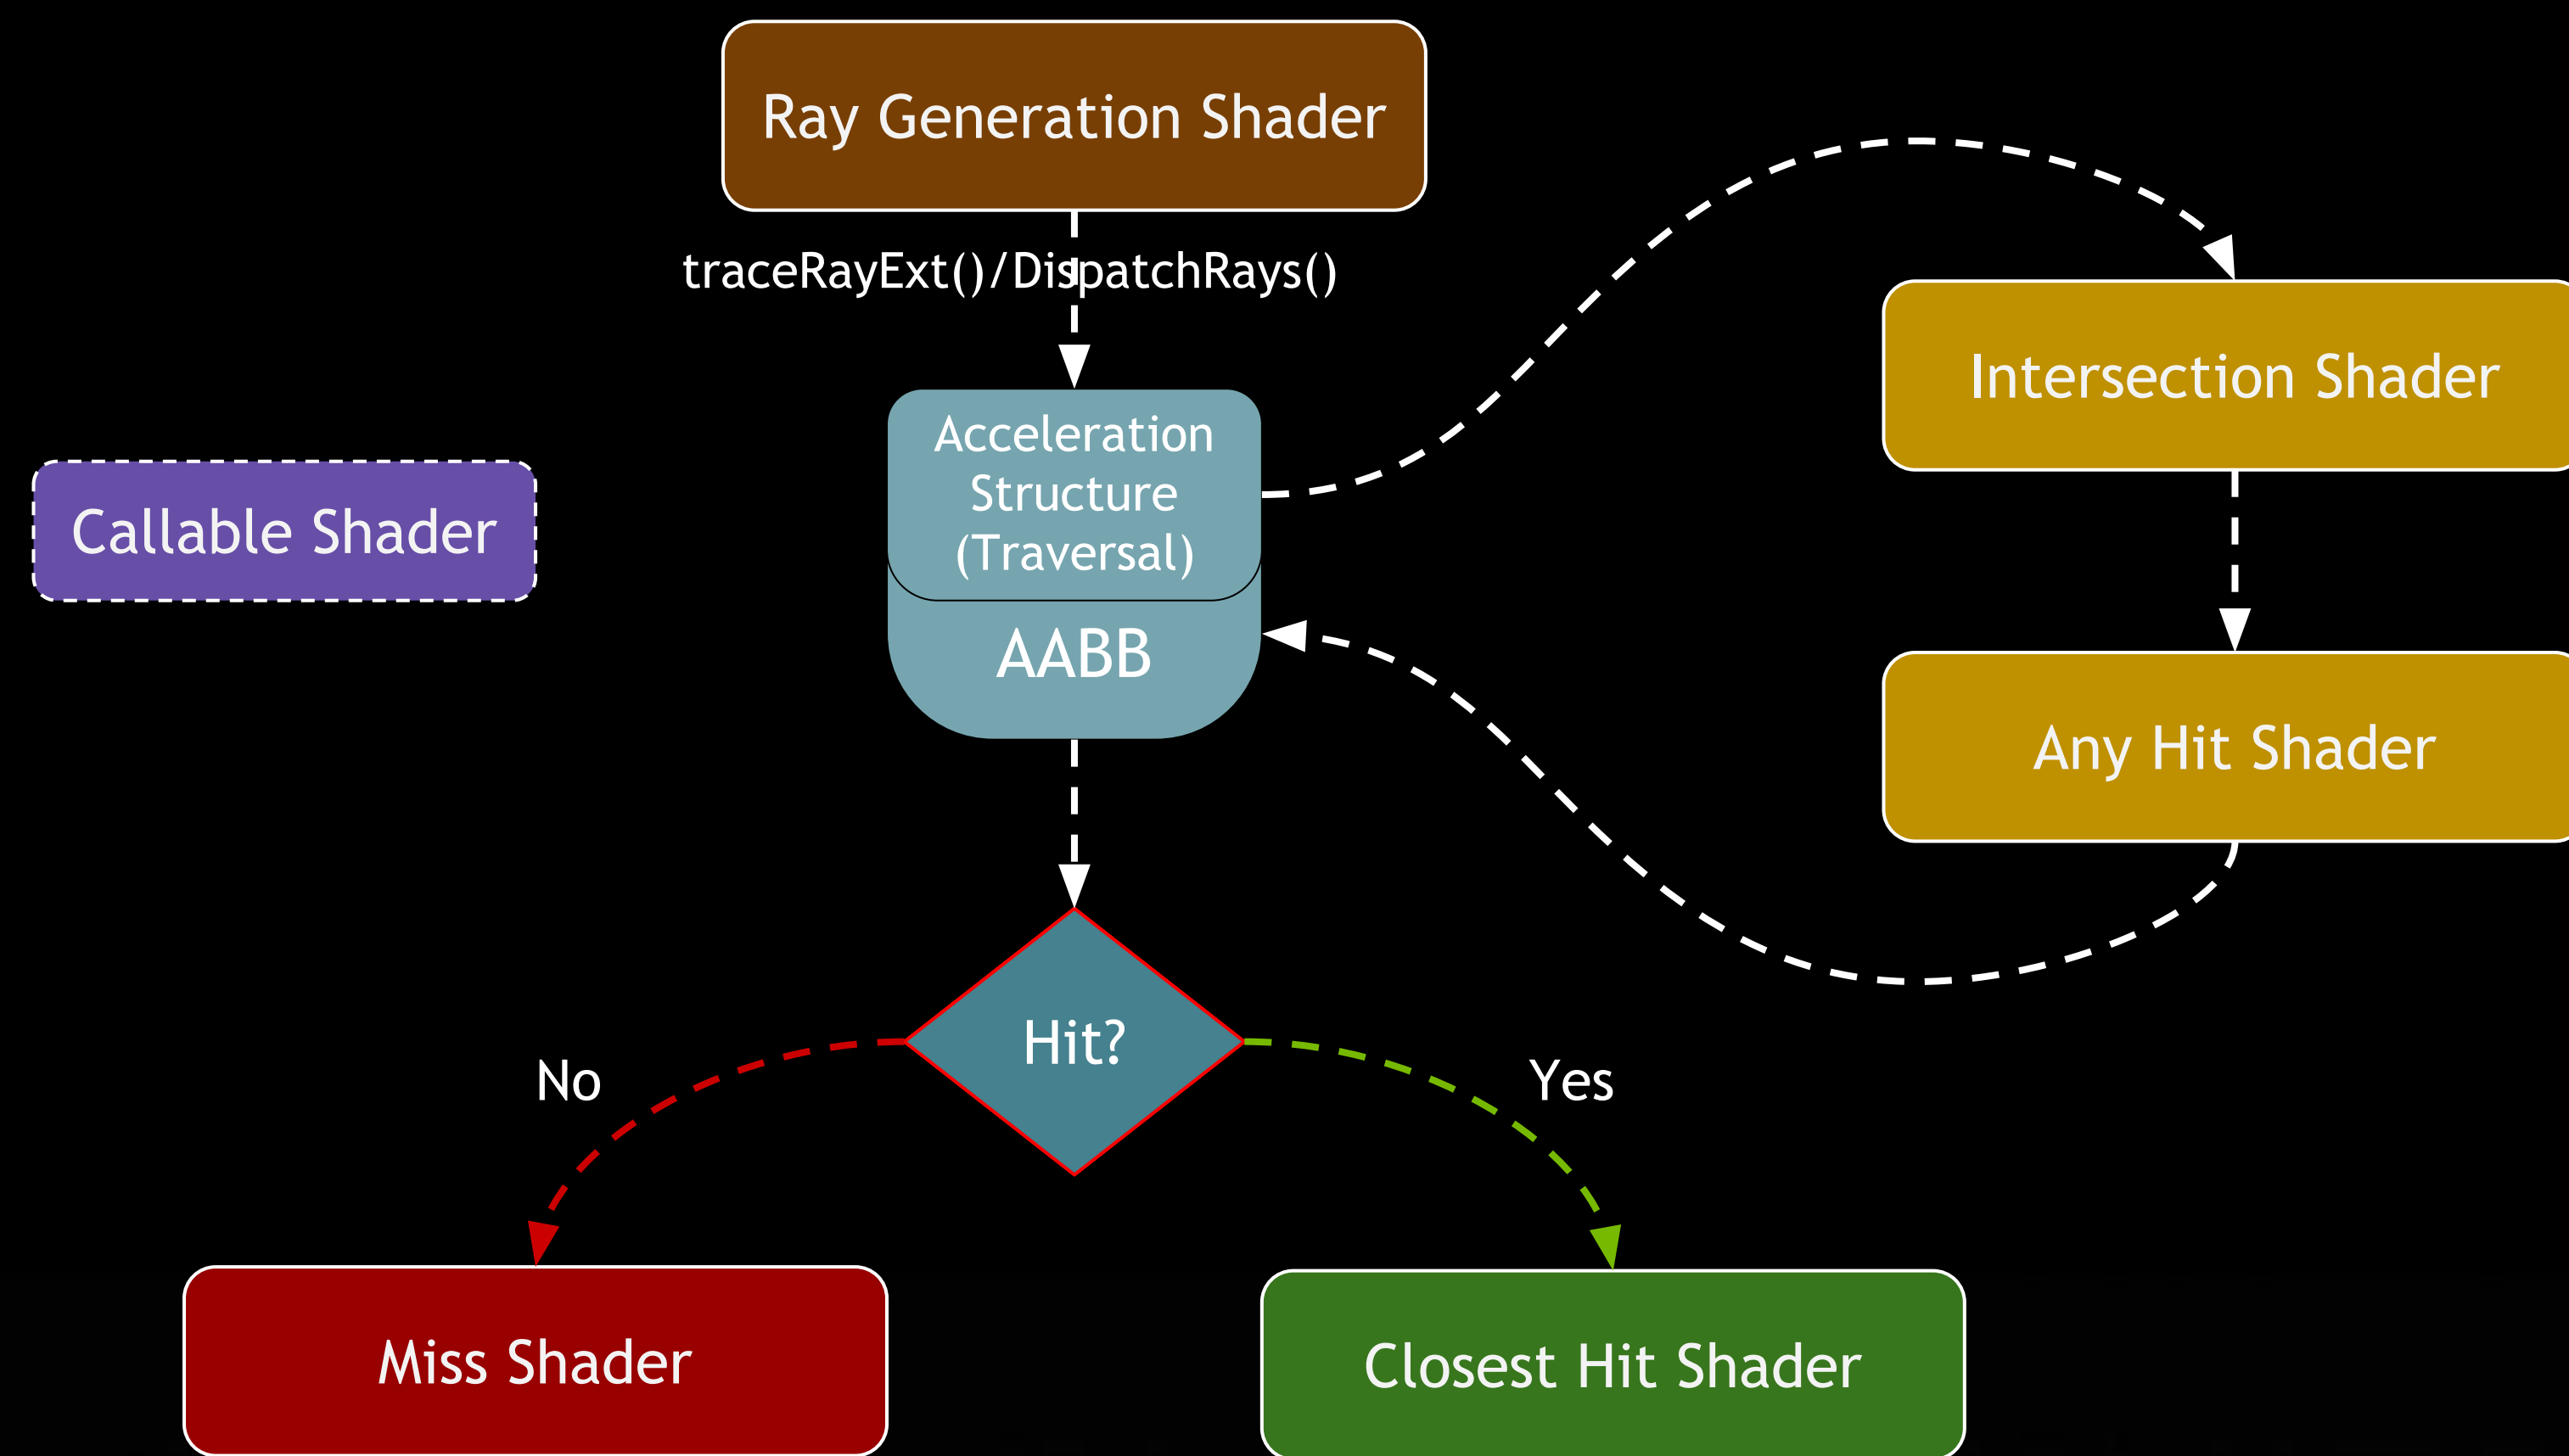 Ray Generation Shader
traceRayExt()/DispatchRays()
Intersection Shader
Acceleration
Structure
(Traversal)
Callable Shader
AABB
Any Hit Shader
Hit?
No
Yes
Miss Shader
Closest Hit Shader